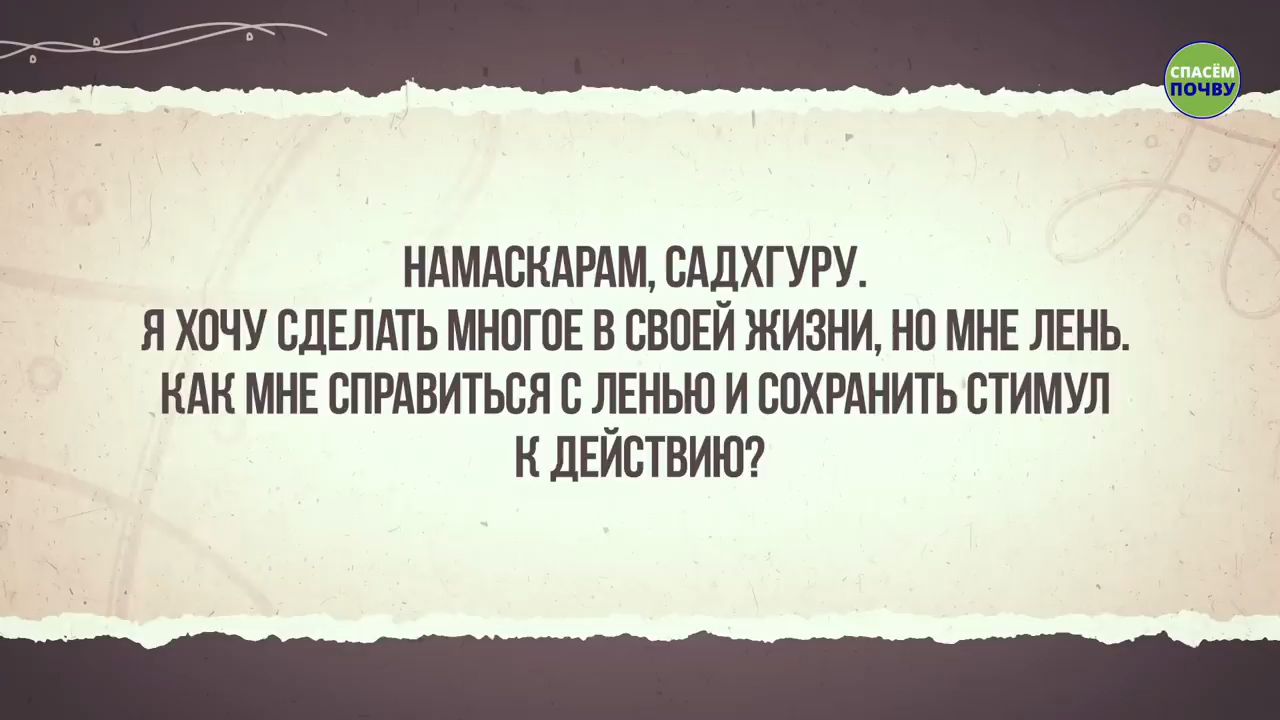 СПАСЁМ
ПОЧВУ
НАМАСКАРАМ, САДХГУРУ.
Я ХОЧУ СДЕЛАТЬ МНОГОЕ В СВОЕЙ ЖИЗНИ, НО МНЕ ЛЕНЬ.
КАК МНЕ СПРАВИТЬСЯ С ЛЕНЬЮ И СОХРАНИТЬ СТИМУЛ
К ДЕЙСТВИЮ?